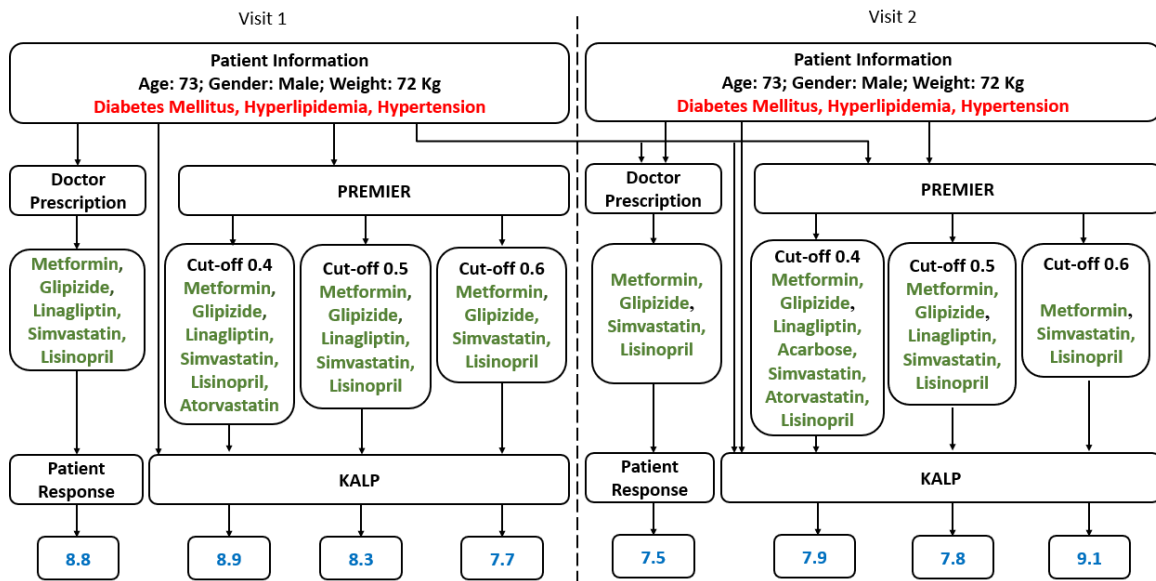 Visit 1
Patient Information
Age: 73; Gender: Male; Weight: 72 Kg
Diabetes Mellitus, Hyperlipidemia, Hypertension
Doctor
Prescription
PREMIER
Metformin,
Glipizide,
Linagliptin,
Simvastatin,
Lisinopril
Cut-off 0.4
Metformin,
Glipizide,
Linagliptin,
Simvastatin,
Lisinopril,
Atorvastatin
Cut-off 0.5
Metformin,
Glipizide,
Linagliptin,
Simvastatin,
Lisinopril
Cut-off 0.6
Metformin,
Glipizide,
Simvastatin,
Lisinopril
Patient
Response
KALP
8.8
8.9
8.3
7.7
Visit 2
Patient Information
Age: 73; Gender: Male; Weight: 72 Kg
Diabetes Mellitus, Hyperlipidemia, Hypertension
Doctor
Prescription
PREMIER
Metformin,
Glipizide,
Simvastatin,
Lisinopril
Cut-off 0.4
Metformin,
Glipizide,
Linagliptin,
Acarbose,
Simvastatin,
Atorvastatin,
Lisinopril
Cut-off 0.5
Metformin,
Glipizide,
Linagliptin,
Simvastatin,
Lisinopril
Cut-off 0.6
Metformin,
Simvastatin,
Lisinopril
Patient
Response
KALP
7.5
7.9
7.8
9.1